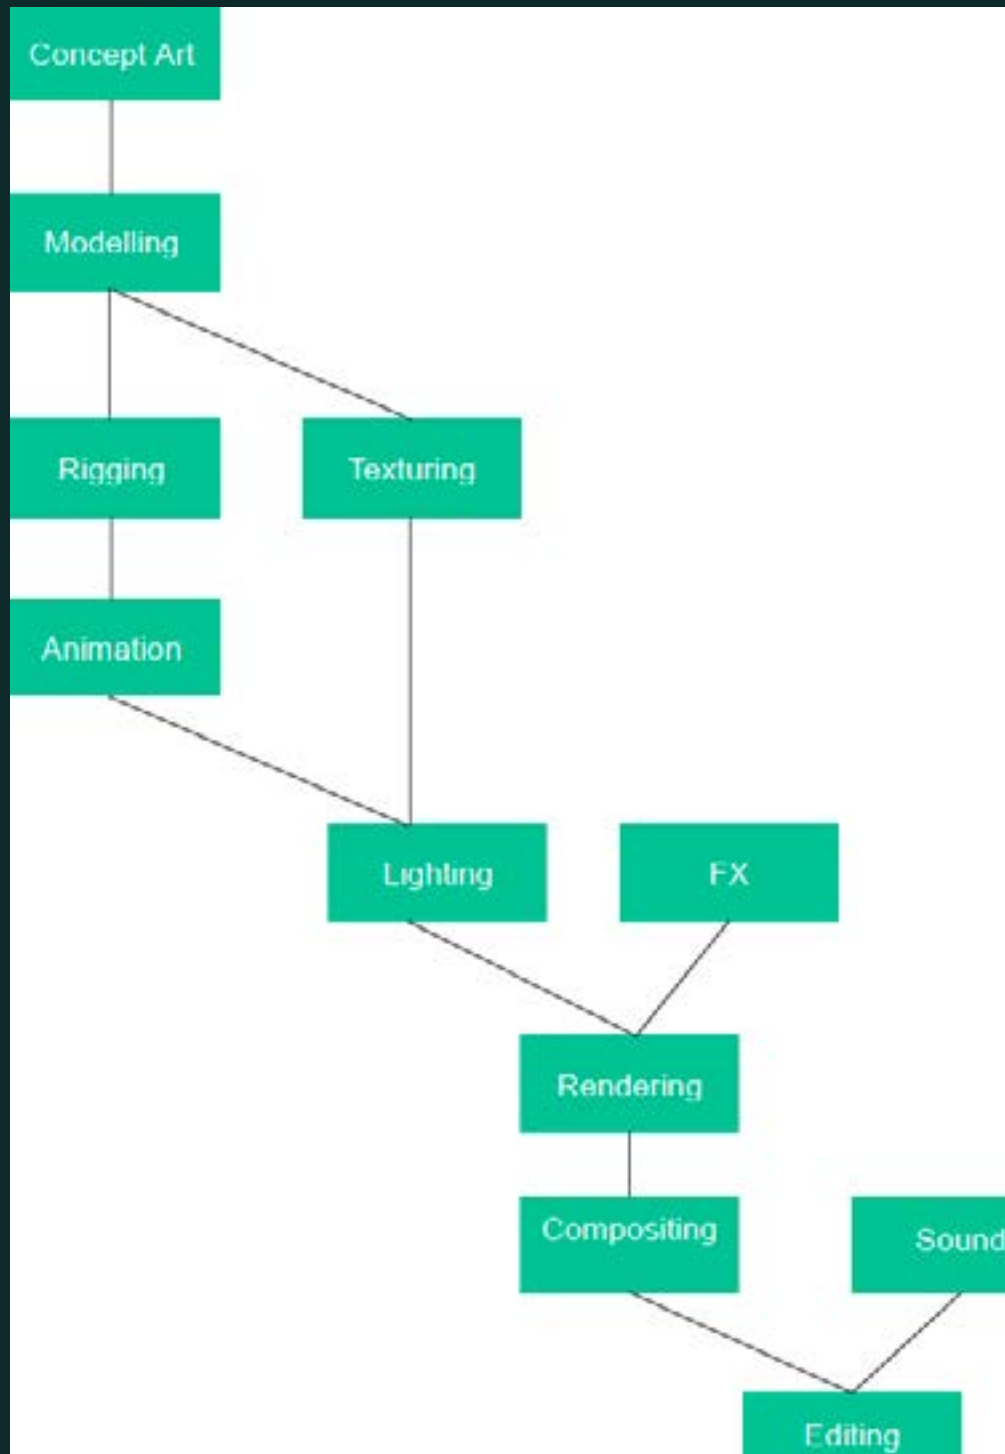 Concept Art
Modelling
Rigging
Texturing
Animation
Lighting
FX
Rendering
Compositing
Sound
Editing